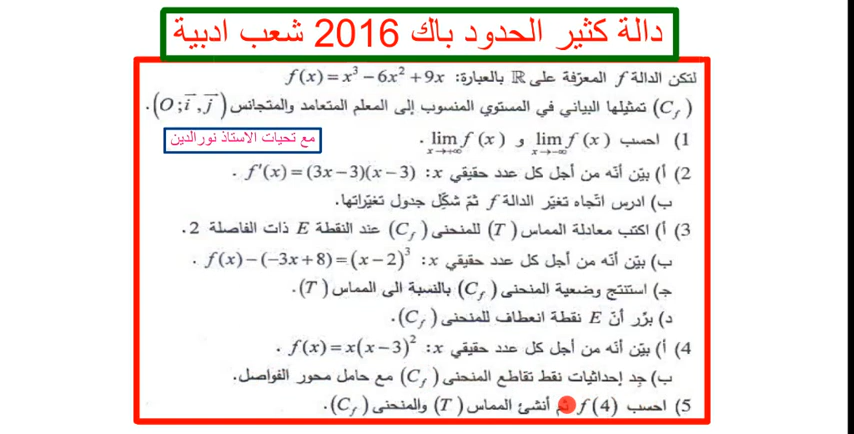 دالة كثير الحدود باك 2016 شعب ادبية
لتكن الدالة f المعرّفة على ℝ بالعبارة: f(x) = x³ − 6x² + 9x
(C_f) تمثيلها البياني في المستوي المنسوب إلى المعلم المتعامد والمتجانس (O; i⃗, j⃗).
1) احسب lim_{x→−∞} f(x) و lim_{x→+∞} f(x).
مع تحيات الاستاذ نورالدين
2) أ) بيّن أنّه من أجل كل عدد حقيقي x: f'(x) = (3x − 3)(x − 3).
ب) ادرس اتّجاه تغيّر الدالة f ثمّ شكّل جدول تغيّراتها.
3) أ) اكتب معادلة المماس (T) للمنحنى (C_f) عند النقطة E ذات الفاصلة 2.
ب) بيّن أنّه من أجل كل عدد حقيقي x: f(x) − (−3x + 8) = (x − 2)³.
جـ) استنتج وضعية المنحنى (C_f) بالنسبة الى المماس (T).
د) برّر أنّ E نقطة انعطاف للمنحنى (C_f).
4) أ) بيّن أنّه من أجل كل عدد حقيقي x: f(x) = x(x − 3)².
ب) جِد إحداثيات نقط تقاطع المنحنى (C_f) مع حامل محور الفواصل.
5) احسب f(4) ثم أنشئ المماس (T) والمنحنى (C_f).